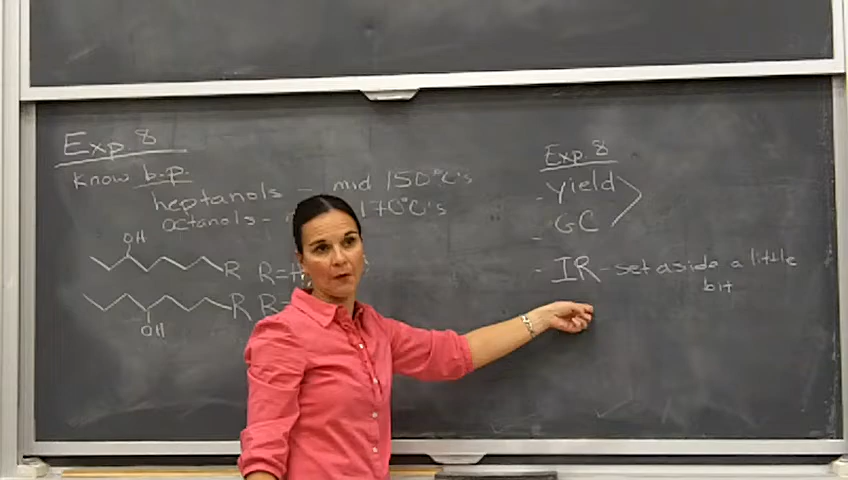 Exp. 8
Know b.p.
heptanols - mid 150°C's
octanols - 170°C's
OH
R R=H
R R=
OH
Exp. 8
- yield
- GC
- IR - set aside a little
bit